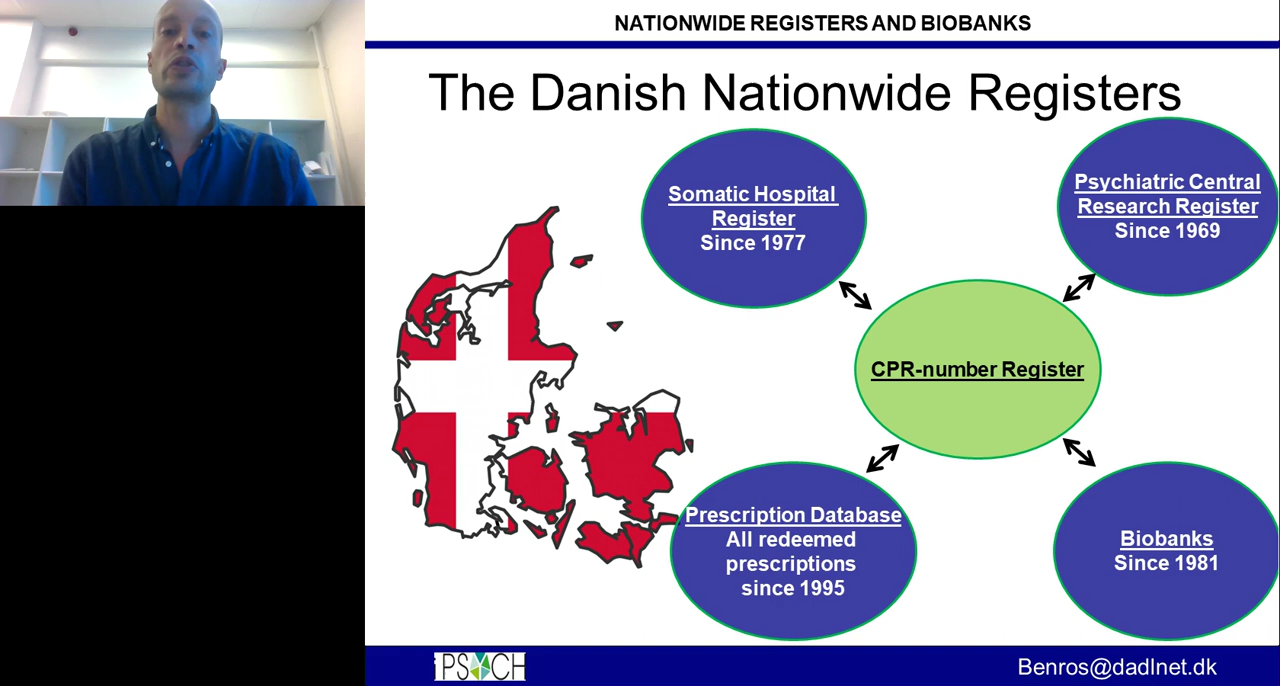 NATIONWIDE REGISTERS AND BIOBANKS
The Danish Nationwide Registers
Somatic Hospital
Register
Since 1977
Psychiatric Central
Research Register
Since 1969
CPR-number Register
Prescription Database
All redeemed
prescriptions
since 1995
Biobanks
Since 1981
iPSYCH
Benros@dadlnet.dk